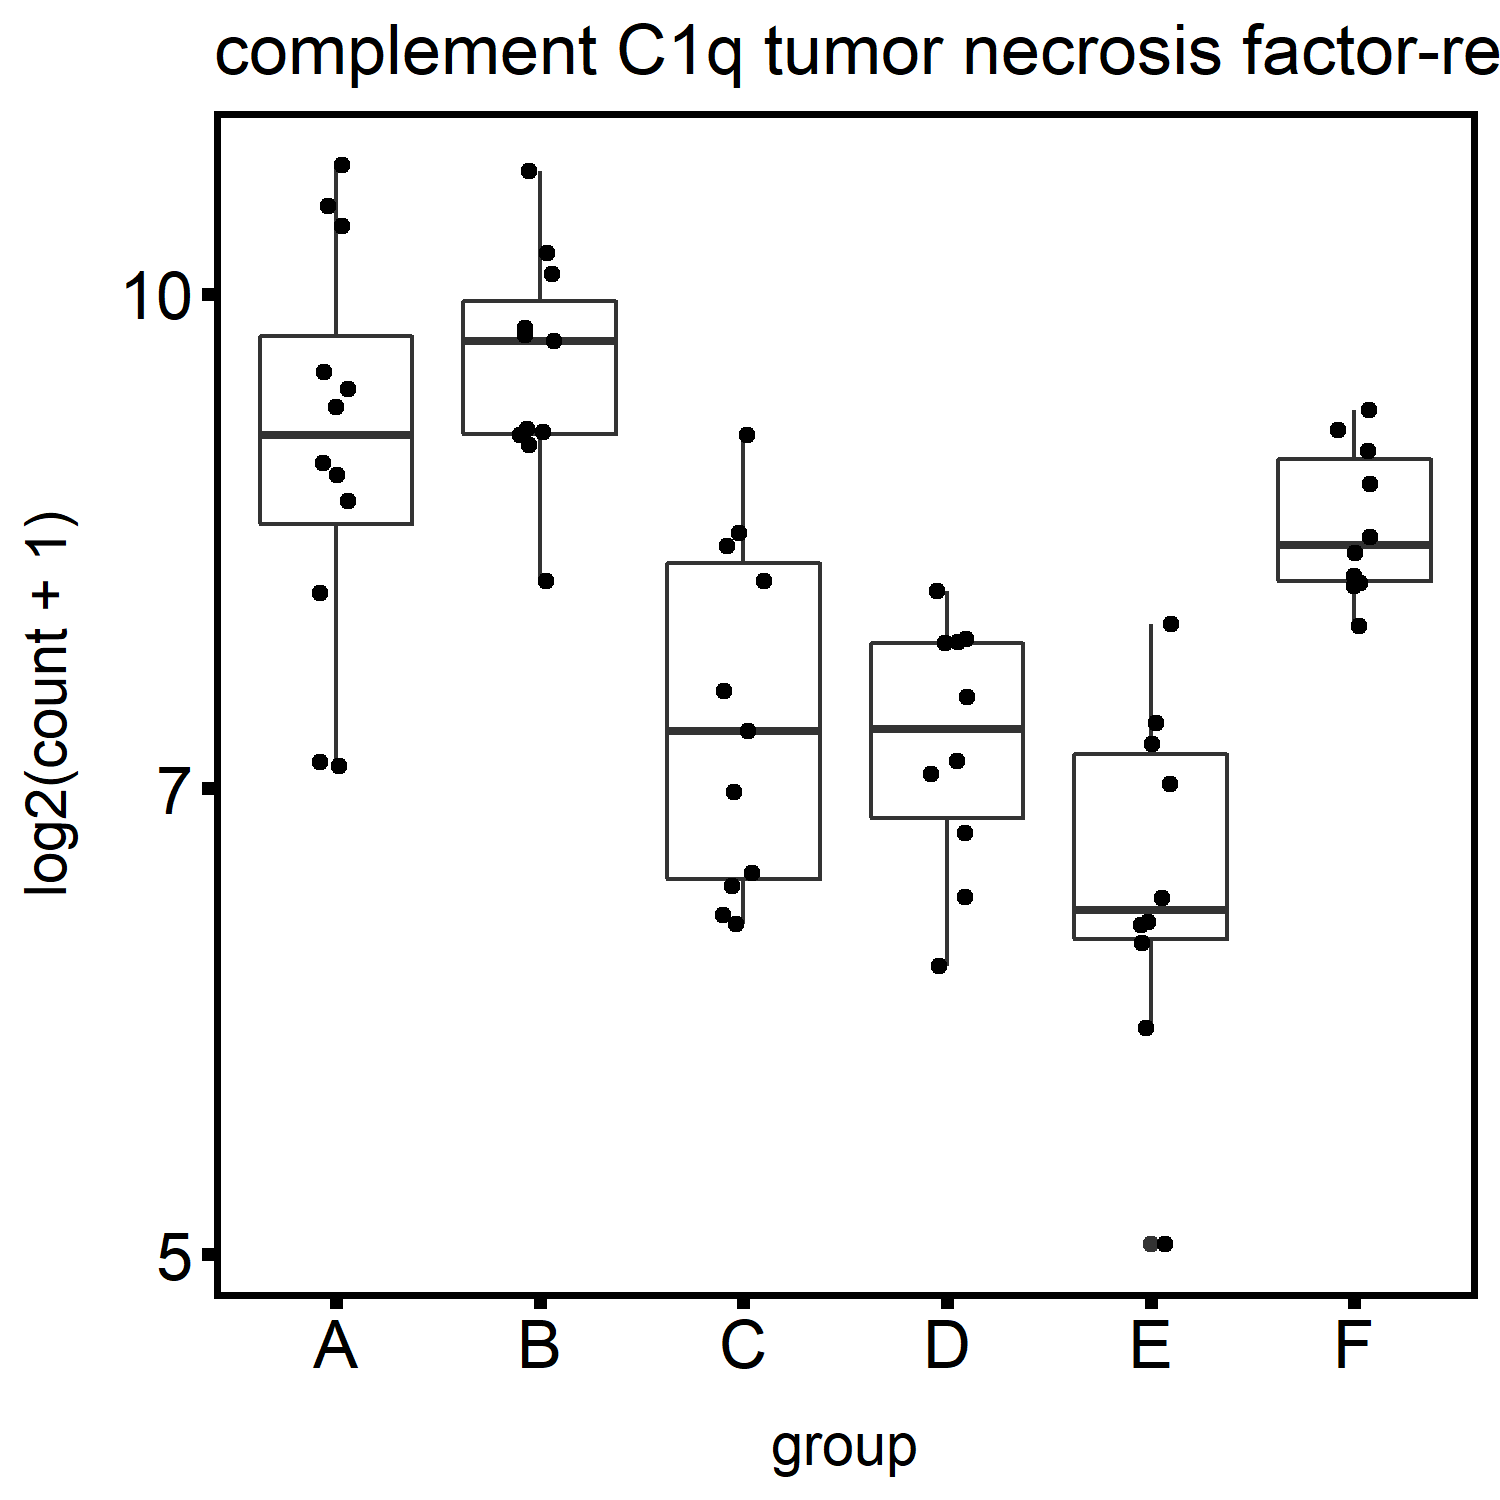 complement C1q tumor necrosis factor-re
log2(count + 1)
10
7
5
A B C D E F
group